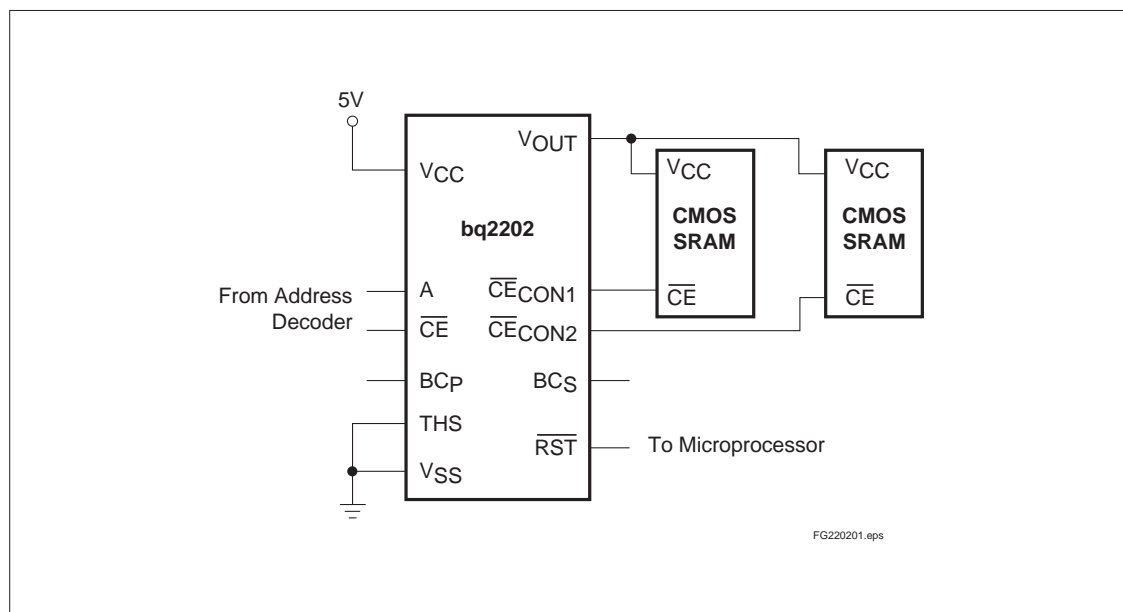 5V
VOUT
VCC
VCC
VCC
bq2202
CMOS
SRAM
CMOS
SRAM
From Address
Decoder
A
CE
CECON1
CE
CE
CECON2
BCP
BCS
THS
RST
To Microprocessor
VSS
FG220201.eps